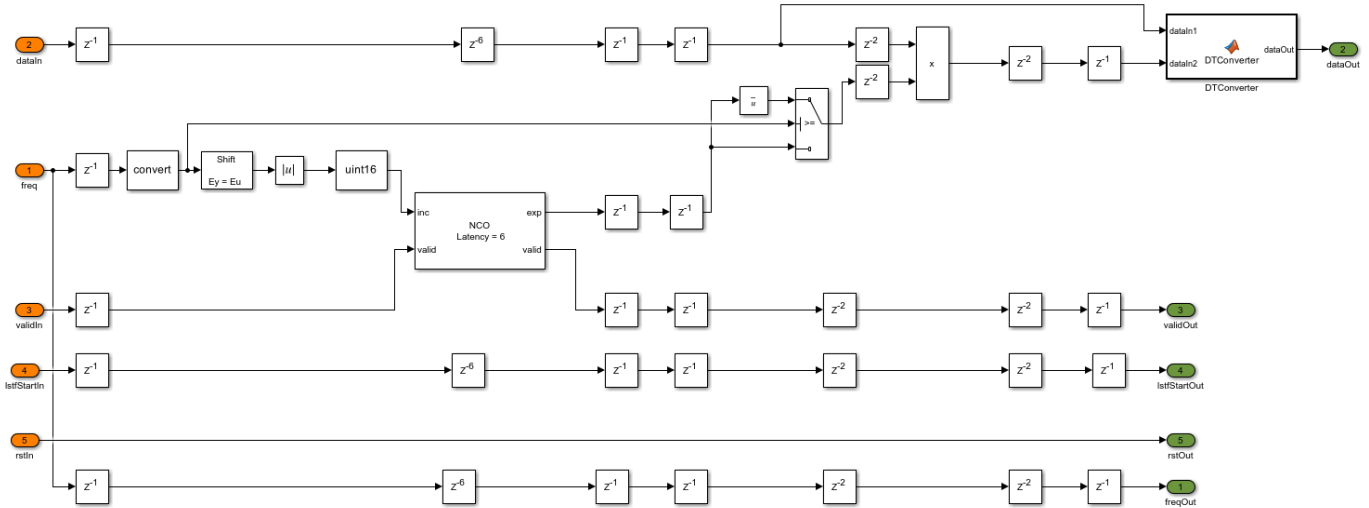 2
dataIn
z-1
z-6
z-1
z-1
z-2
z-2
x
z-2
z-1
dataIn1
dataIn2
dataOut
DTConverter
DTConverter
2
dataOut
>=
1
freq
z-1
convert
Shift
Ey = Eu
|u|
uint16
inc
valid
NCO
Latency = 6
exp
valid
z-1
z-1
3
validIn
z-1
z-1
z-1
z-2
z-2
z-1
3
validOut
4
lstfStartIn
z-1
z-6
z-1
z-1
z-2
z-2
z-1
4
lstfStartOut
5
rstIn
5
rstOut
z-1
z-6
z-1
z-1
z-2
z-2
z-1
1
freqOut